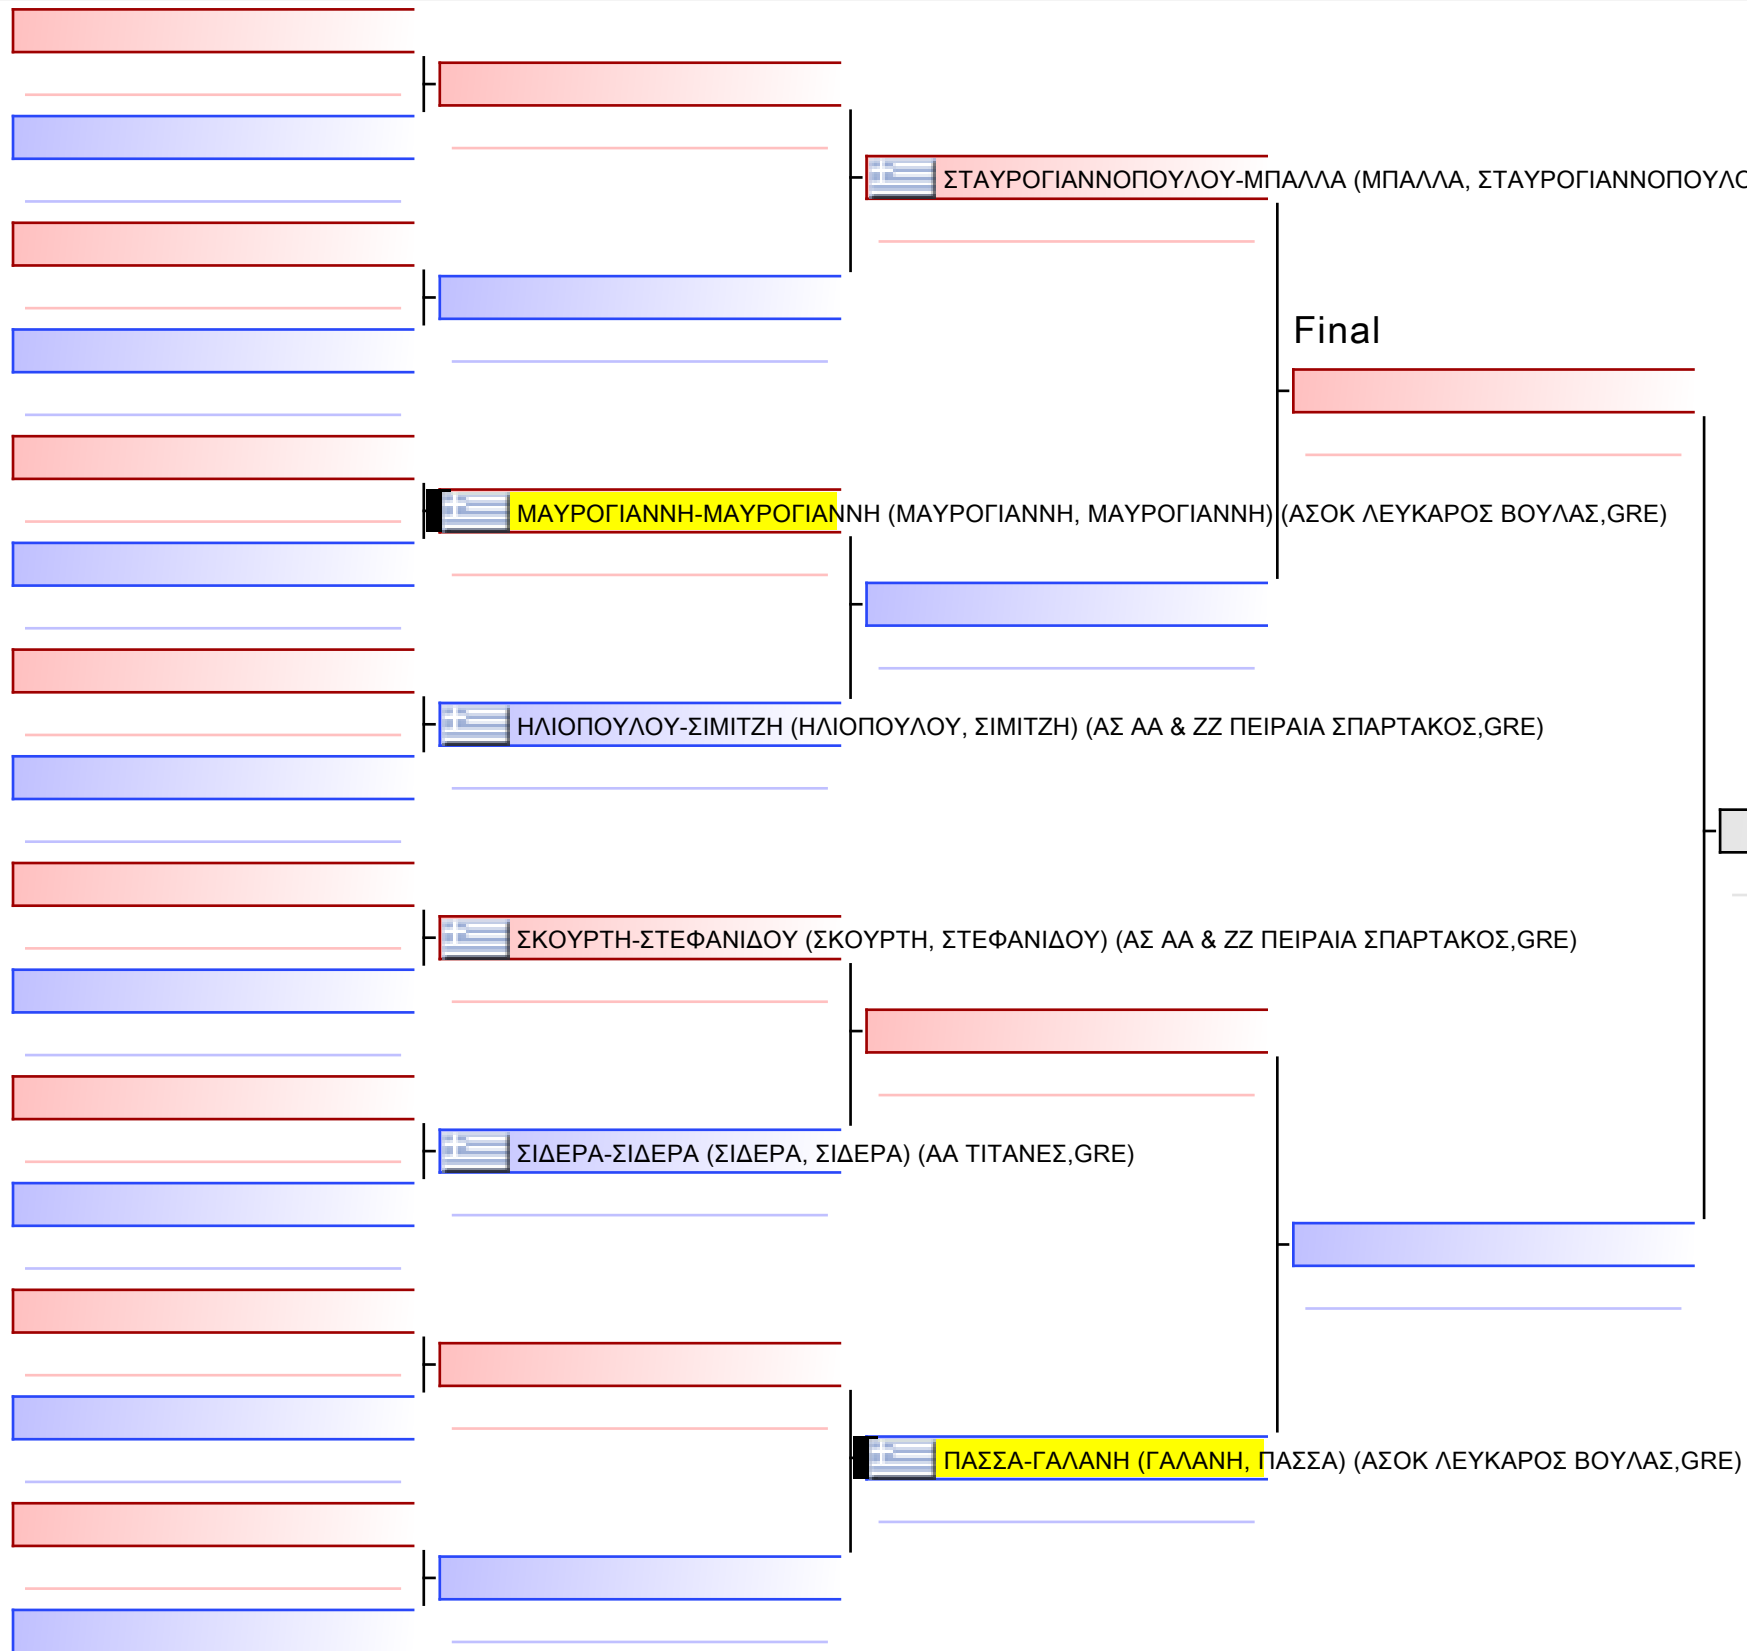 ΣΤΑΥΡΟΓΙΑΝΝΟΠΟΥΛΟΥ-ΜΠΑΛΛΑ (ΜΠΑΛΛΑ,
Final
ΜΑΥΡΟΓΙΑΝΝΗ-ΜΑΥΡΟΓΙΑΝΝΗ (ΜΑΥΡΟΓΙΑΝΝΗ, ΜΑΥΡΟΓΙΑΝΝΗ) (ΑΣΟΚ ΛΕΥΚΑΡΟΣ ΒΟΥΛΑΣ,GRE)
ΗΛΙΟΠΟΥΛΟΥ-ΣΙΜΙΤΖΗ (ΗΛΙΟΠΟΥΛΟΥ, ΣΙΜΙΤΖΗ) (ΑΣ ΑΑ & ΖΖ ΠΕΙΡΑΙΑ ΣΠΑΡΤΑΚΟΣ,GRE)
ΣΚΟΥΡΤΗ-ΣΤΕΦΑΝΙΔΟΥ (ΣΚΟΥΡΤΗ, ΣΤΕΦΑΝΙΔΟΥ) (ΑΣ ΑΑ & ΖΖ ΠΕΙΡΑΙΑ ΣΠΑΡΤΑΚΟΣ,GRE)
ΣΙΔΕΡΑ-ΣΙΔΕΡΑ (ΣΙΔΕΡΑ, ΣΙΔΕΡΑ) (ΑΑ ΤΙΤΑΝΕΣ,GRE)
ΠΑΣΣΑ-ΓΑΛΑΝΗ (ΓΑΛΑΝΗ, ΠΑΣΣΑ) (ΑΣΟΚ ΛΕΥΚΑΡΟΣ ΒΟΥΛΑΣ,GRE)